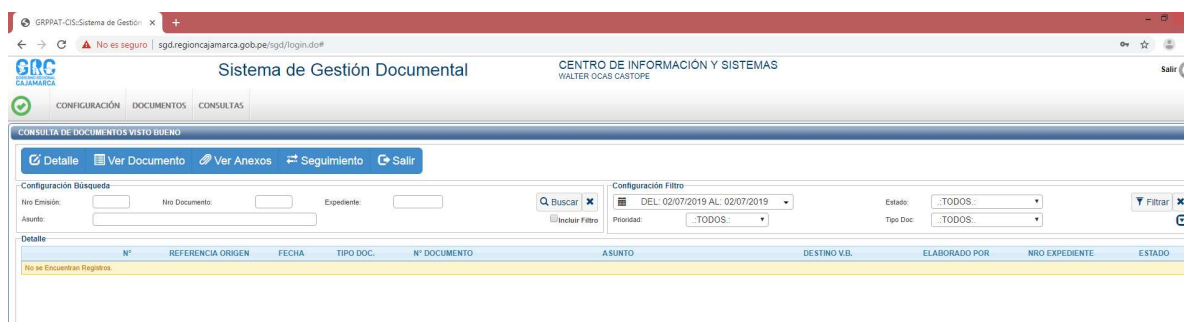 GRPPAT-CIS::Sistema de Gestión
No es seguro | sgd.regioncajamarca.gob.pe/sgd/login.do#
GRC
GOBIERNO REGIONAL
CAJAMARCA
Sistema de Gestión Documental
CENTRO DE INFORMACIÓN Y SISTEMAS
WALTER OCAS CASTOPE
Salir
CONFIGURACIÓN DOCUMENTOS CONSULTAS
CONSULTA DE DOCUMENTOS VISTO BUENO
Detalle Ver Documento Ver Anexos Seguimiento Salir
Configuración Búsqueda
Nro Emisión: Nro Documento: Expediente: Buscar
Asunto: Incluir Filtro
Configuración Filtro
DEL: 02/07/2019 AL: 02/07/2019 Estado: .:TODOS:. Filtrar
Prioridad: .:TODOS:. Tipo Doc: .:TODOS:.
Detalle
N° REFERENCIA ORIGEN FECHA TIPO DOC. N° DOCUMENTO ASUNTO DESTINO V.B. ELABORADO POR NRO EXPEDIENTE ESTADO
No se Encuentran Registros.